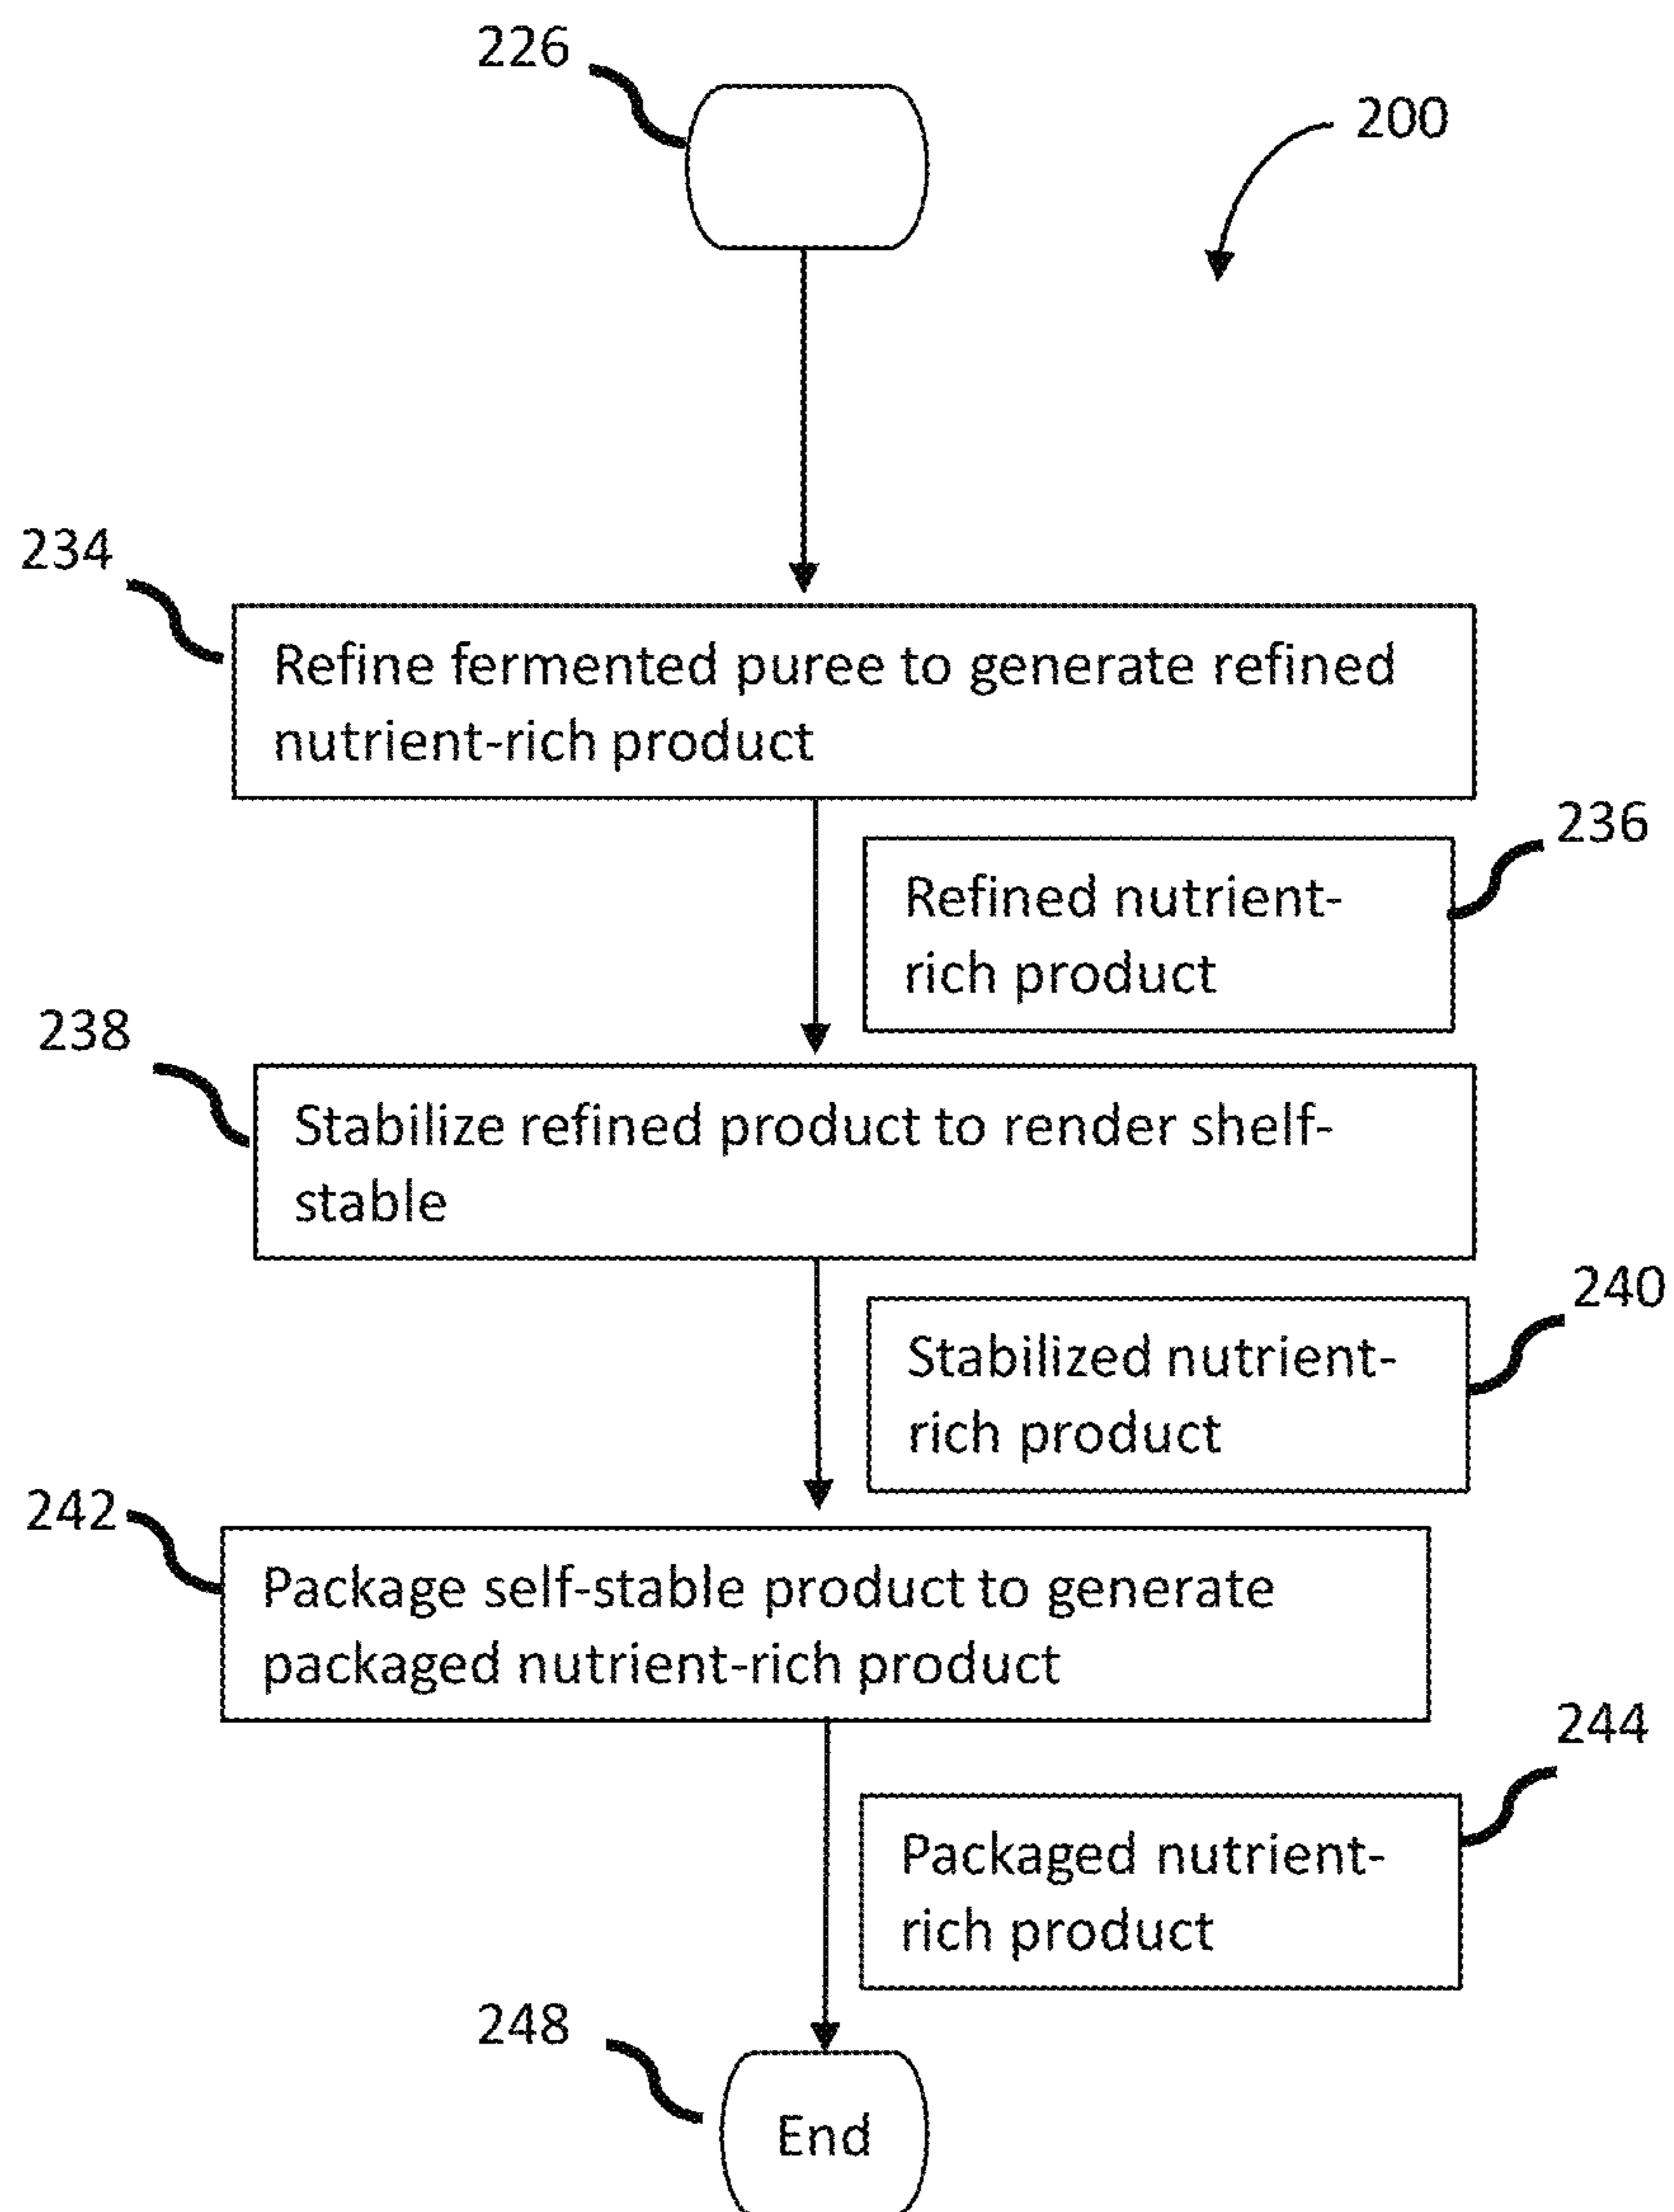 226
200
234
Refine fermented puree to generate refined
nutrient-rich product
236
Refined nutrient-
rich product
238
Stabilize refined product to render shelf-
stable
240
Stabilized nutrient-
rich product
242
Package self-stable product to generate
packaged nutrient-rich product
244
Packaged nutrient-
rich product
248
End